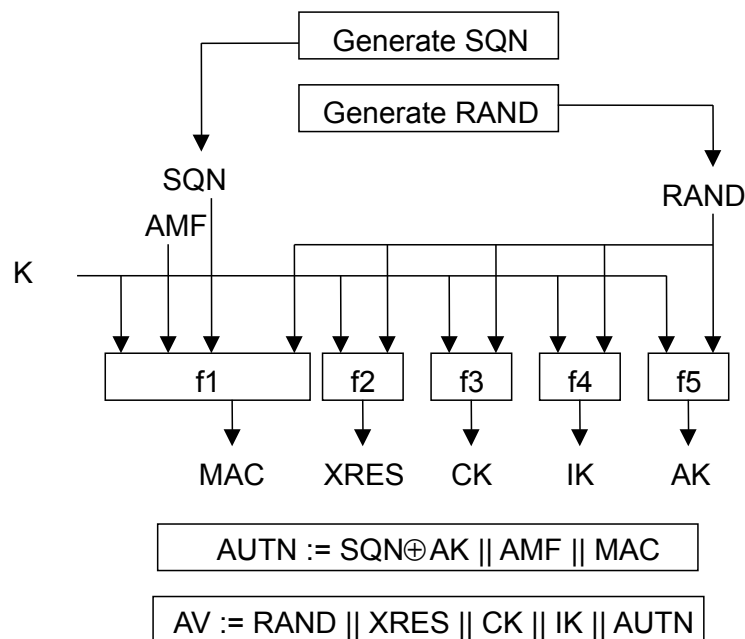 Generate SQN
Generate RAND
SQN
RAND
AMF
K
f1 f2 f3 f4 f5
MAC XRES CK IK AK
AUTN := SQN⊕AK || AMF || MAC
AV := RAND || XRES || CK || IK || AUTN